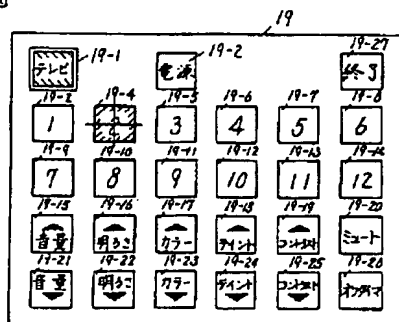 19
テレビ 19-1 電源 19-2 19-27 終了
19-3 19-4 19-5 19-6 19-7 19-8
1 2 3 4 5 6
19-9 19-10 19-11 19-12 19-13 19-14
7 8 9 10 11 12
19-15 19-16 19-17 19-18 19-19 19-20
音量 明るさ カラー ティント コントラスト ミュート
19-21 19-22 19-23 19-24 19-25 19-26
音量 明るさ カラー ティント コントラスト オンタイマ